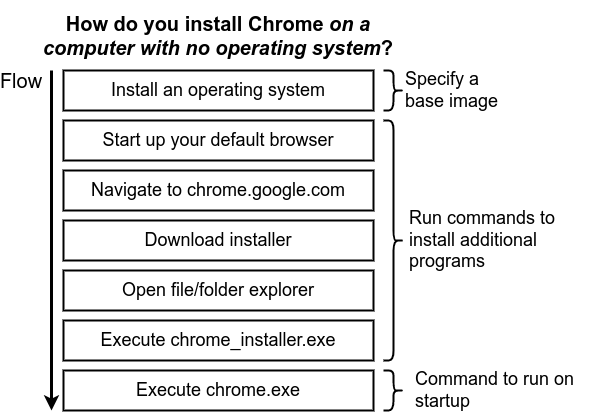 How do you install Chrome on a
computer with no operating system?
Flow
Install an operating system
Specify a
base image
Start up your default browser
Navigate to chrome.google.com
Download installer
Open file/folder explorer
Execute chrome_installer.exe
Run commands to
install additional
programs
Execute chrome.exe
Command to run on
startup